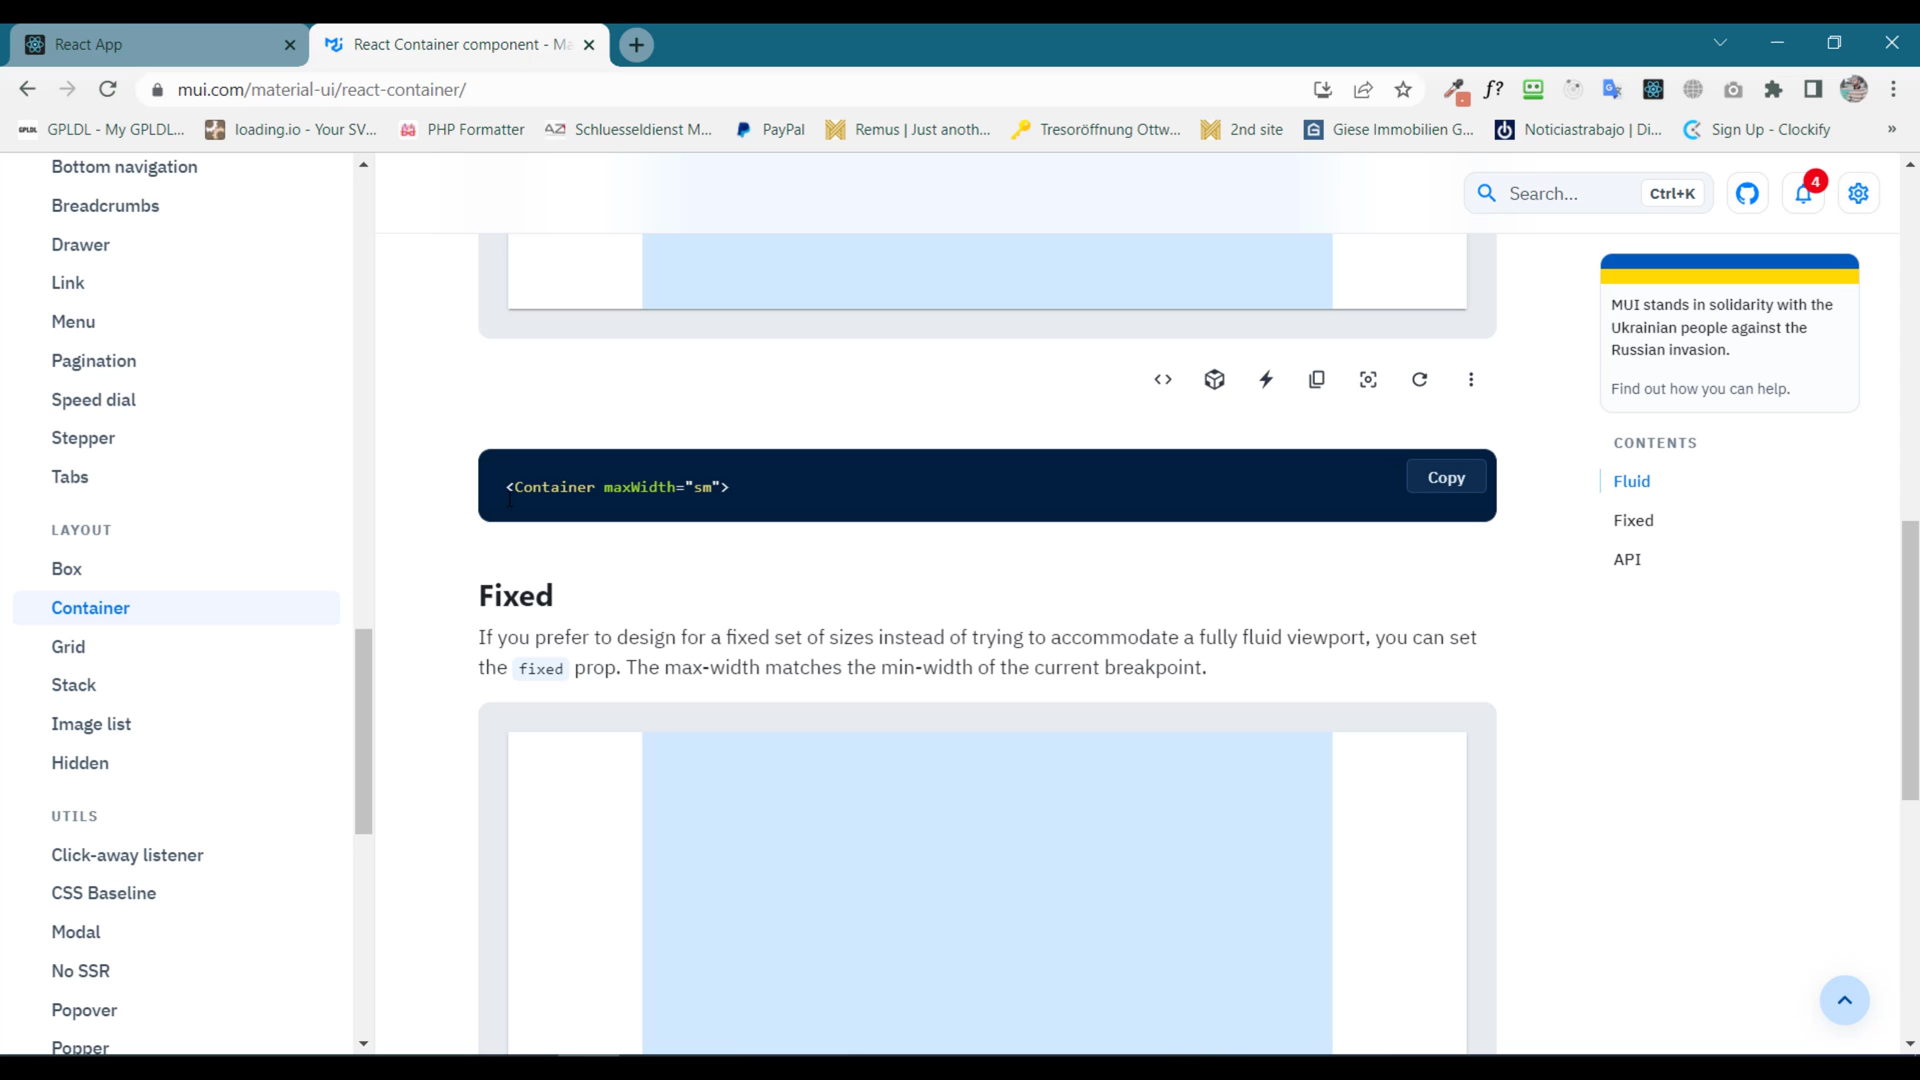 React App
React Container component - Ma
mui.com/material-ui/react-container/
f?
GPLDL GPLDL - My GPLDL...
loading.io - Your SV...
PHP Formatter
AZ Schluesseldienst M...
PayPal
Remus | Just anoth...
Tresoröffnung Ottw...
2nd site
Giese Immobilien G...
Noticiastrabajo | Di...
Sign Up - Clockify
»
Bottom navigation
Breadcrumbs
Drawer
Link
Menu
Pagination
Speed dial
Stepper
Tabs
LAYOUT
Box
Container
Grid
Stack
Image list
Hidden
UTILS
Click-away listener
CSS Baseline
Modal
No SSR
Popover
Popper
Search...
Ctrl+K
4
<Container maxWidth="sm">
Copy
Fixed
If you prefer to design for a fixed set of sizes instead of trying to accommodate a fully fluid viewport, you can set
the fixed prop. The max-width matches the min-width of the current breakpoint.
MUI stands in solidarity with the
Ukrainian people against the
Russian invasion.
Find out how you can help.
CONTENTS
Fluid
Fixed
API